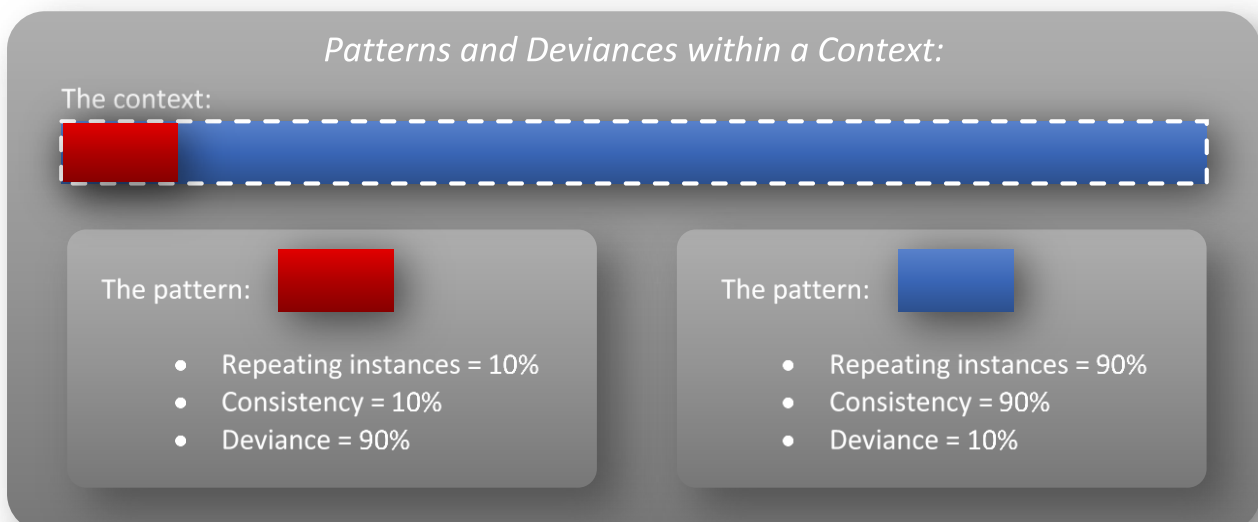 Patterns and Deviances within a Context:
The context:
The pattern:
• Repeating instances = 10%
• Consistency = 10%
• Deviance = 90%
The pattern:
• Repeating instances = 90%
• Consistency = 90%
• Deviance = 10%